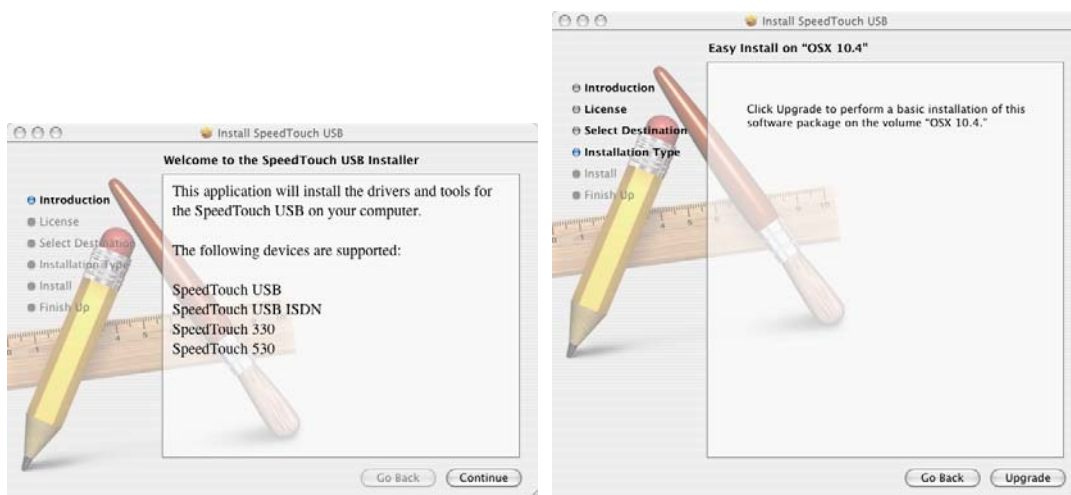 Install SpeedTouch USB
Welcome to the SpeedTouch USB Installer
Introduction
License
Select Destination
Installation Type
Install
Finish Up
This application will install the drivers and tools for
the SpeedTouch USB on your computer.
The following devices are supported:
SpeedTouch USB
SpeedTouch USB ISDN
SpeedTouch 330
SpeedTouch 530
Go Back
Continue
Install SpeedTouch USB
Easy Install on "OSX 10.4"
Introduction
License
Select Destination
Installation Type
Install
Finish Up
Click Upgrade to perform a basic installation of this
software package on the volume "OSX 10.4."
Go Back
Upgrade